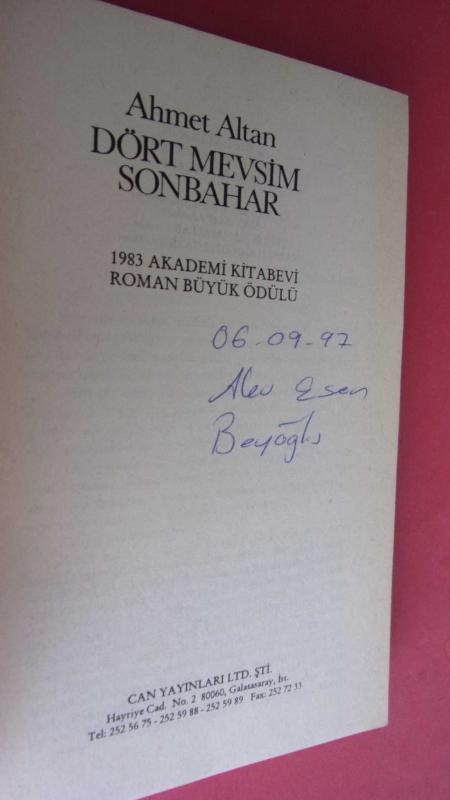 Ahmet Altan
DÖRT MEVSİM
SONBAHAR
1983 AKADEMİ KİTABEVİ
ROMAN BÜYÜK ÖDÜLÜ
06-09-97
Alev Esen
Beyoğlu
CAN YAYINLARI LTD. ŞTİ.
Hayriye Cad. No. 2 80060, Galatasaray, İst.
Tel: 252 56 75 - 252 59 88 - 252 59 89 Fax: 252 72 33